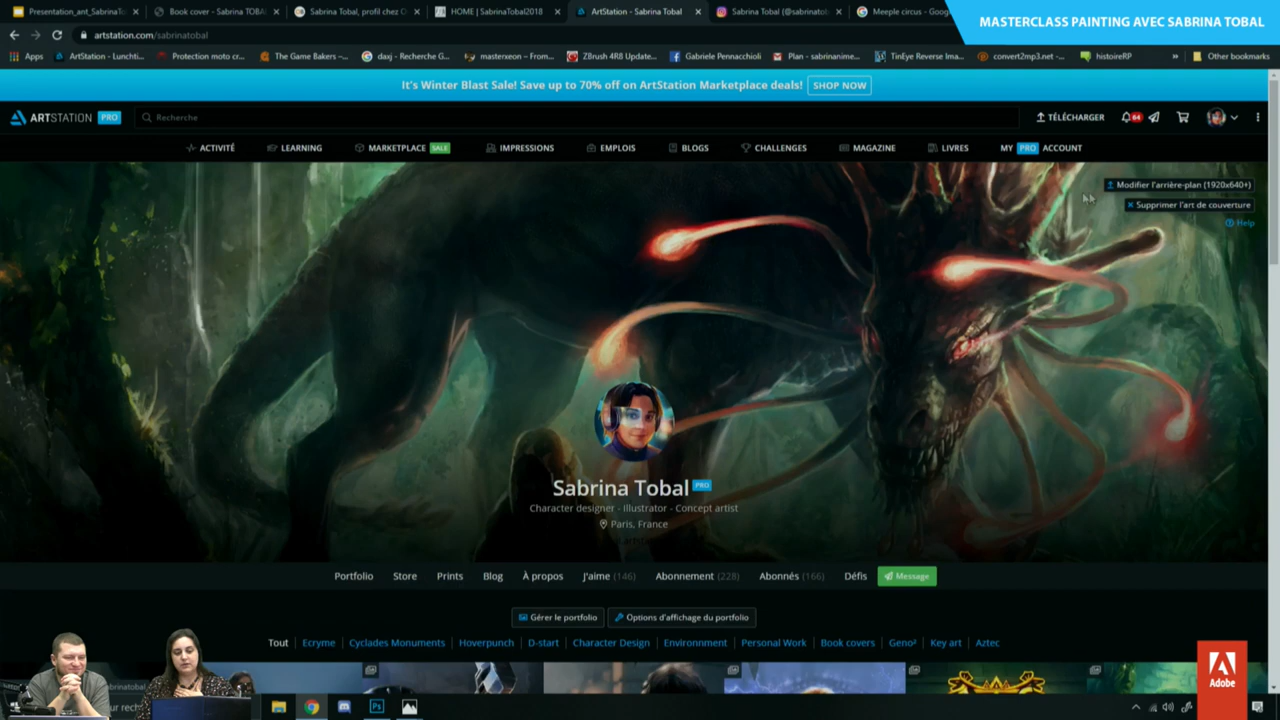 Presentation_ant_SabrinaT
Book cover - Sabrina TOBA
Sabrina Tobal, profil chez C
HOME | SabrinaTobal2018
ArtStation - Sabrina Tobal
Sabrina Tobal (@sabrinatob
Meeple circus - Goog
MASTERCLASS PAINTING AVEC SABRINA TOBAL
artstation.com/sabrinatobal
Apps
ArtStation - Lunchti...
Protection moto cr...
The Game Bakers –...
daxj - Recherche G...
masterseon – From...
ZBrush 4R8 Update...
Gabriele Pennacchioli
Plan - sabrinanime...
TinEye Reverse Ima...
convert2mp3.net -...
histoireRP
»
Other bookmarks
It's Winter Blast Sale! Save up to 70% off on ArtStation Marketplace deals! SHOP NOW
ARTSTATION PRO
Recherche
TÉLÉCHARGER
84
ACTIVITÉ
LEARNING
MARKETPLACE SALE
IMPRESSIONS
EMPLOIS
BLOGS
CHALLENGES
MAGAZINE
LIVRES
MY PRO ACCOUNT
Modifier l'arrière-plan (1920x640+)
Supprimer l'art de couverture
Help
Sabrina Tobal PRO
Character designer - Illustrator - Concept artist
Paris, France
Portfolio
Store
Prints
Blog
À propos
J'aime (146)
Abonnement (228)
Abonnés (166)
Défis
Message
Gérer le portfolio
Options d'affichage du portfolio
Tout
Ecryme
Cyclades Monuments
Hoverpunch
D-start
Character Design
Environnment
Personal Work
Book covers
Geno²
Key art
Aztec
Ps
Adobe